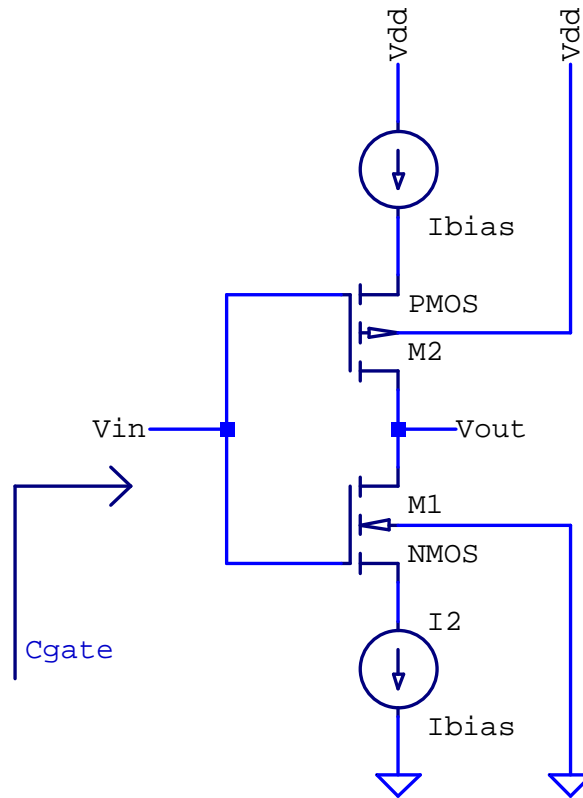 Vdd
Vdd
Ibias
PMOS
M2
Vin
Vout
M1
NMOS
Cgate
I2
Ibias